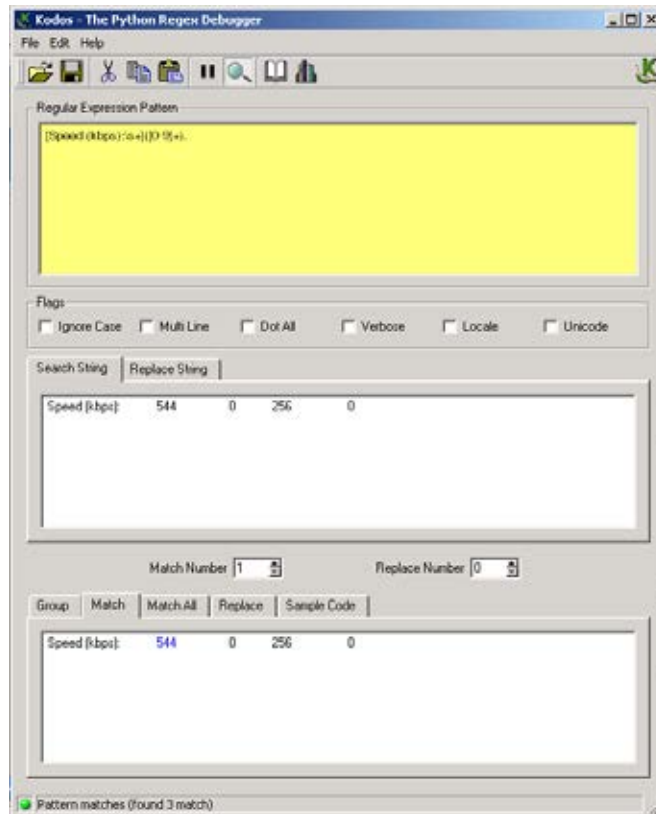 Kodos - The Python Regex Debugger
File Edit Help
Regular Expression Pattern
Flags
Ignore Case Multi Line Dot All Verbose Locale Unicode
Search String Replace String
Speed (kbps): 544 0 256 0
Match Number 1 Replace Number 0
Group Match Match All Replace Sample Code
Speed (kbps): 544 0 256 0
Pattern matches (found 3 match)